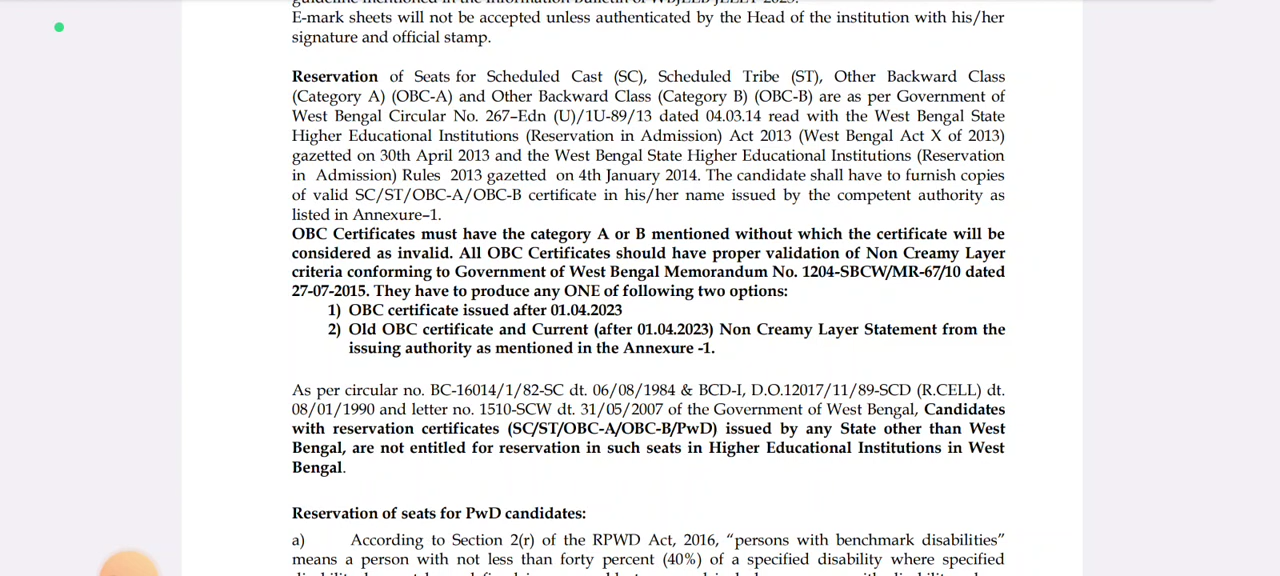 E-mark sheets will not be accepted unless authenticated by the Head of the institution with his/her
signature and official stamp.
Reservation of Seats for Scheduled Cast (SC), Scheduled Tribe (ST), Other Backward Class
(Category A) (OBC-A) and Other Backward Class (Category B) (OBC-B) are as per Government of
West Bengal Circular No. 267–Edn (U)/1U-89/13 dated 04.03.14 read with the West Bengal State
Higher Educational Institutions (Reservation in Admission) Act 2013 (West Bengal Act X of 2013)
gazetted on 30th April 2013 and the West Bengal State Higher Educational Institutions (Reservation
in Admission) Rules 2013 gazetted on 4th January 2014. The candidate shall have to furnish copies
of valid SC/ST/OBC-A/OBC-B certificate in his/her name issued by the competent authority as
listed in Annexure–1.
OBC Certificates must have the category A or B mentioned without which the certificate will be
considered as invalid. All OBC Certificates should have proper validation of Non Creamy Layer
criteria conforming to Government of West Bengal Memorandum No. 1204-SBCW/MR-67/10 dated
27-07-2015. They have to produce any ONE of following two options:
1) OBC certificate issued after 01.04.2023
2) Old OBC certificate and Current (after 01.04.2023) Non Creamy Layer Statement from the
issuing authority as mentioned in the Annexure -1.
As per circular no. BC-16014/1/82-SC dt. 06/08/1984 & BCD-I, D.O.12017/11/89-SCD (R.CELL) dt.
08/01/1990 and letter no. 1510-SCW dt. 31/05/2007 of the Government of West Bengal, Candidates
with reservation certificates (SC/ST/OBC-A/OBC-B/PwD) issued by any State other than West
Bengal, are not entitled for reservation in such seats in Higher Educational Institutions in West
Bengal.
Reservation of seats for PwD candidates:
a) According to Section 2(r) of the RPWD Act, 2016, “persons with benchmark disabilities”
means a person with not less than forty percent (40%) of a specified disability where specified